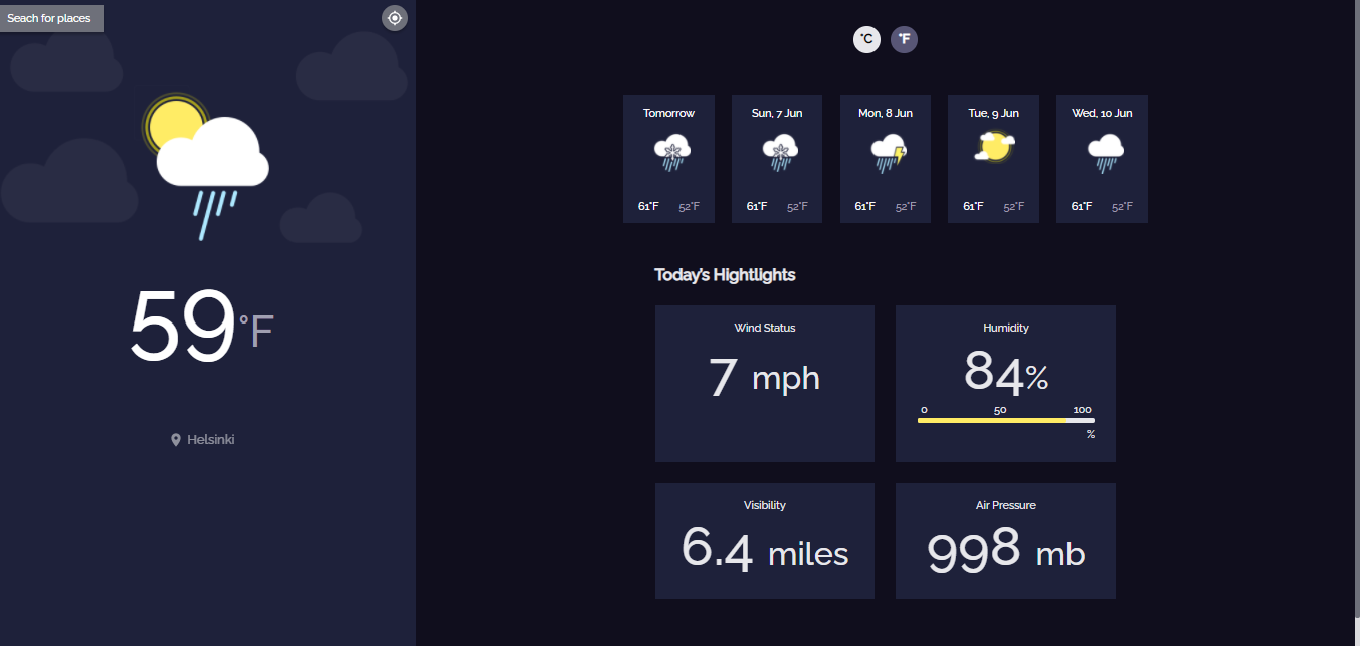 Seach for places
59°F
Helsinki
°C °F
Tomorrow Sun, 7 Jun Mon, 8 Jun Tue, 9 Jun Wed, 10 Jun
61°F 52°F 61°F 52°F 61°F 52°F 61°F 52°F 61°F 52°F
Today's Hightlights
Wind Status
7 mph
Humidity
84%
0 50 100
%
Visibility
6.4 miles
Air Pressure
998 mb